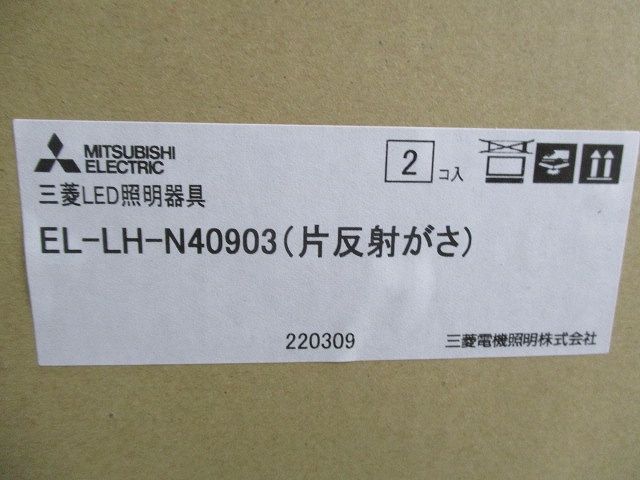 MITSUBISHI
ELECTRIC
2 コ入
三菱LED照明器具
EL-LH-N40903(片反射がさ)
220309
三菱電機照明株式会社